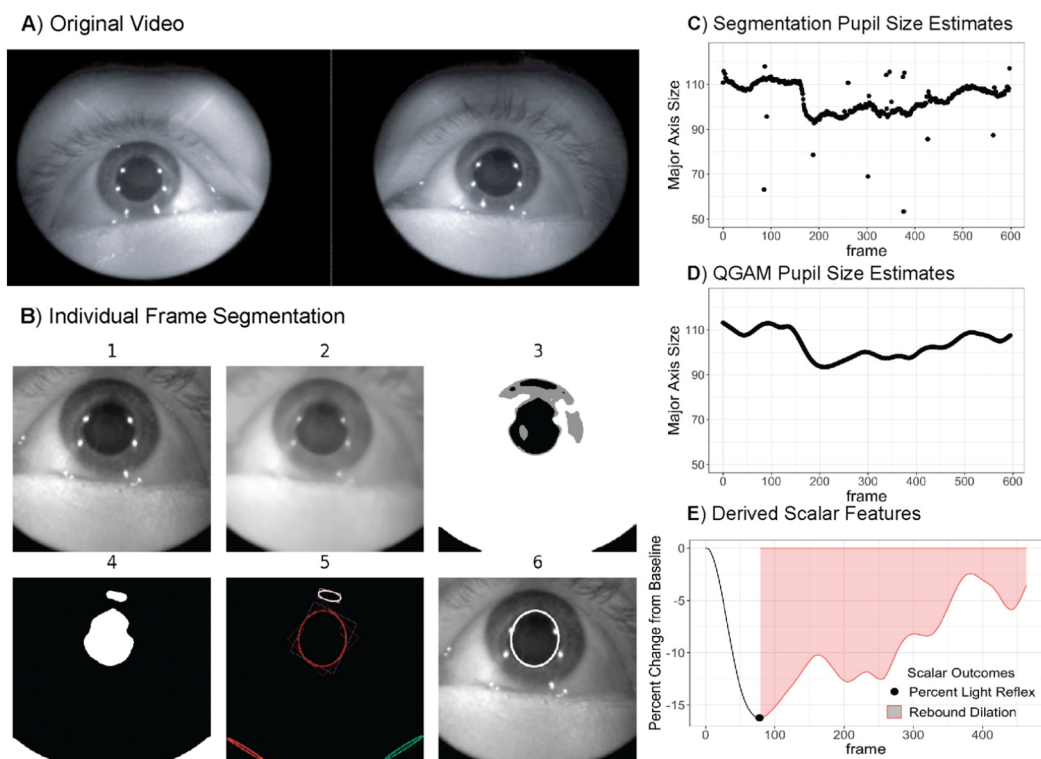 A) Original Video
B) Individual Frame Segmentation
1
2
3
4
5
6
C) Segmentation Pupil Size Estimates
Major Axis Size
110
90
70
50
0
100
200
300
400
500
600
frame
D) QGAM Pupil Size Estimates
Major Axis Size
110
90
70
50
0
100
200
300
400
500
600
frame
E) Derived Scalar Features
Percent Change from Baseline
0
-5
-10
-15
0
100
200
300
400
frame
Scalar Outcomes
Percent Light Reflex
Rebound Dilation